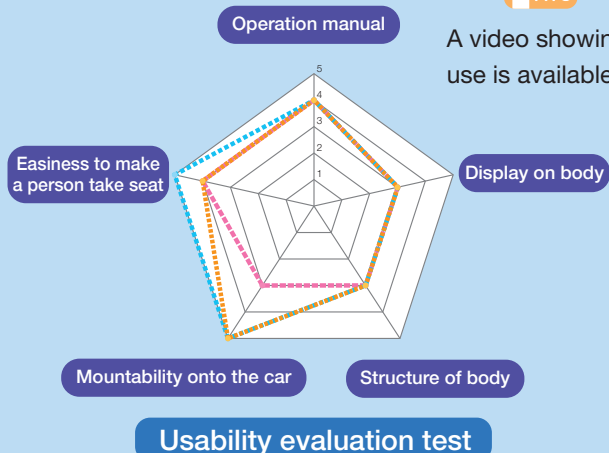 Operation manual
A video showin
use is available
5
4
3
2
1
Easiness to make
a person take seat
Display on body
Mountability onto the car
Structure of body
Usability evaluation test